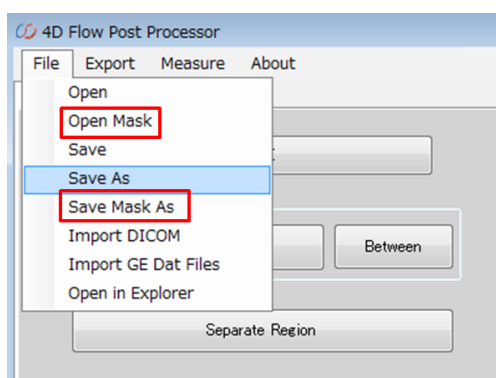 4D Flow Post Processor
File Export Measure About
Open
Open Mask
Save
Save As
Save Mask As
Import DICOM
Import GE Dat Files
Open in Explorer
Between
Separate Region